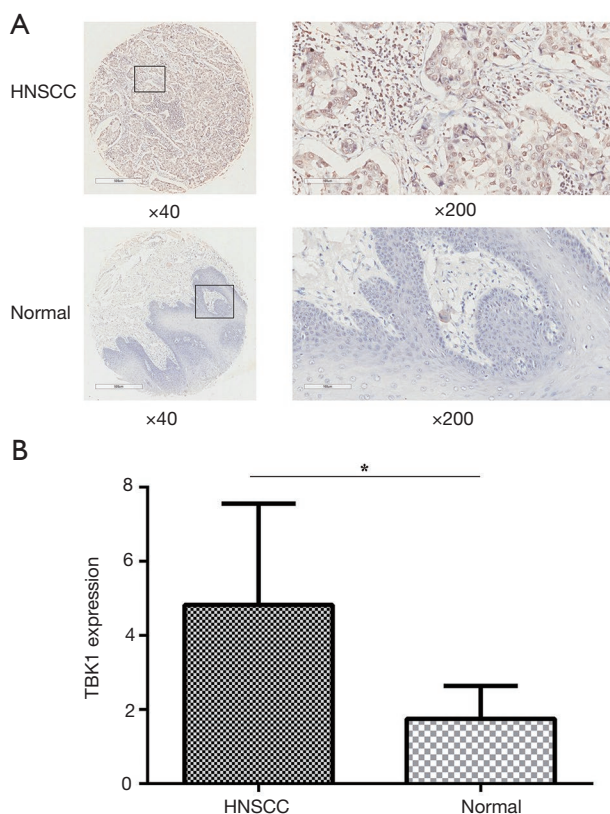 A
HNSCC
×40
×200
Normal
×40
×200
B
*
8
6
4
2
0
TBK1 expression
HNSCC
Normal